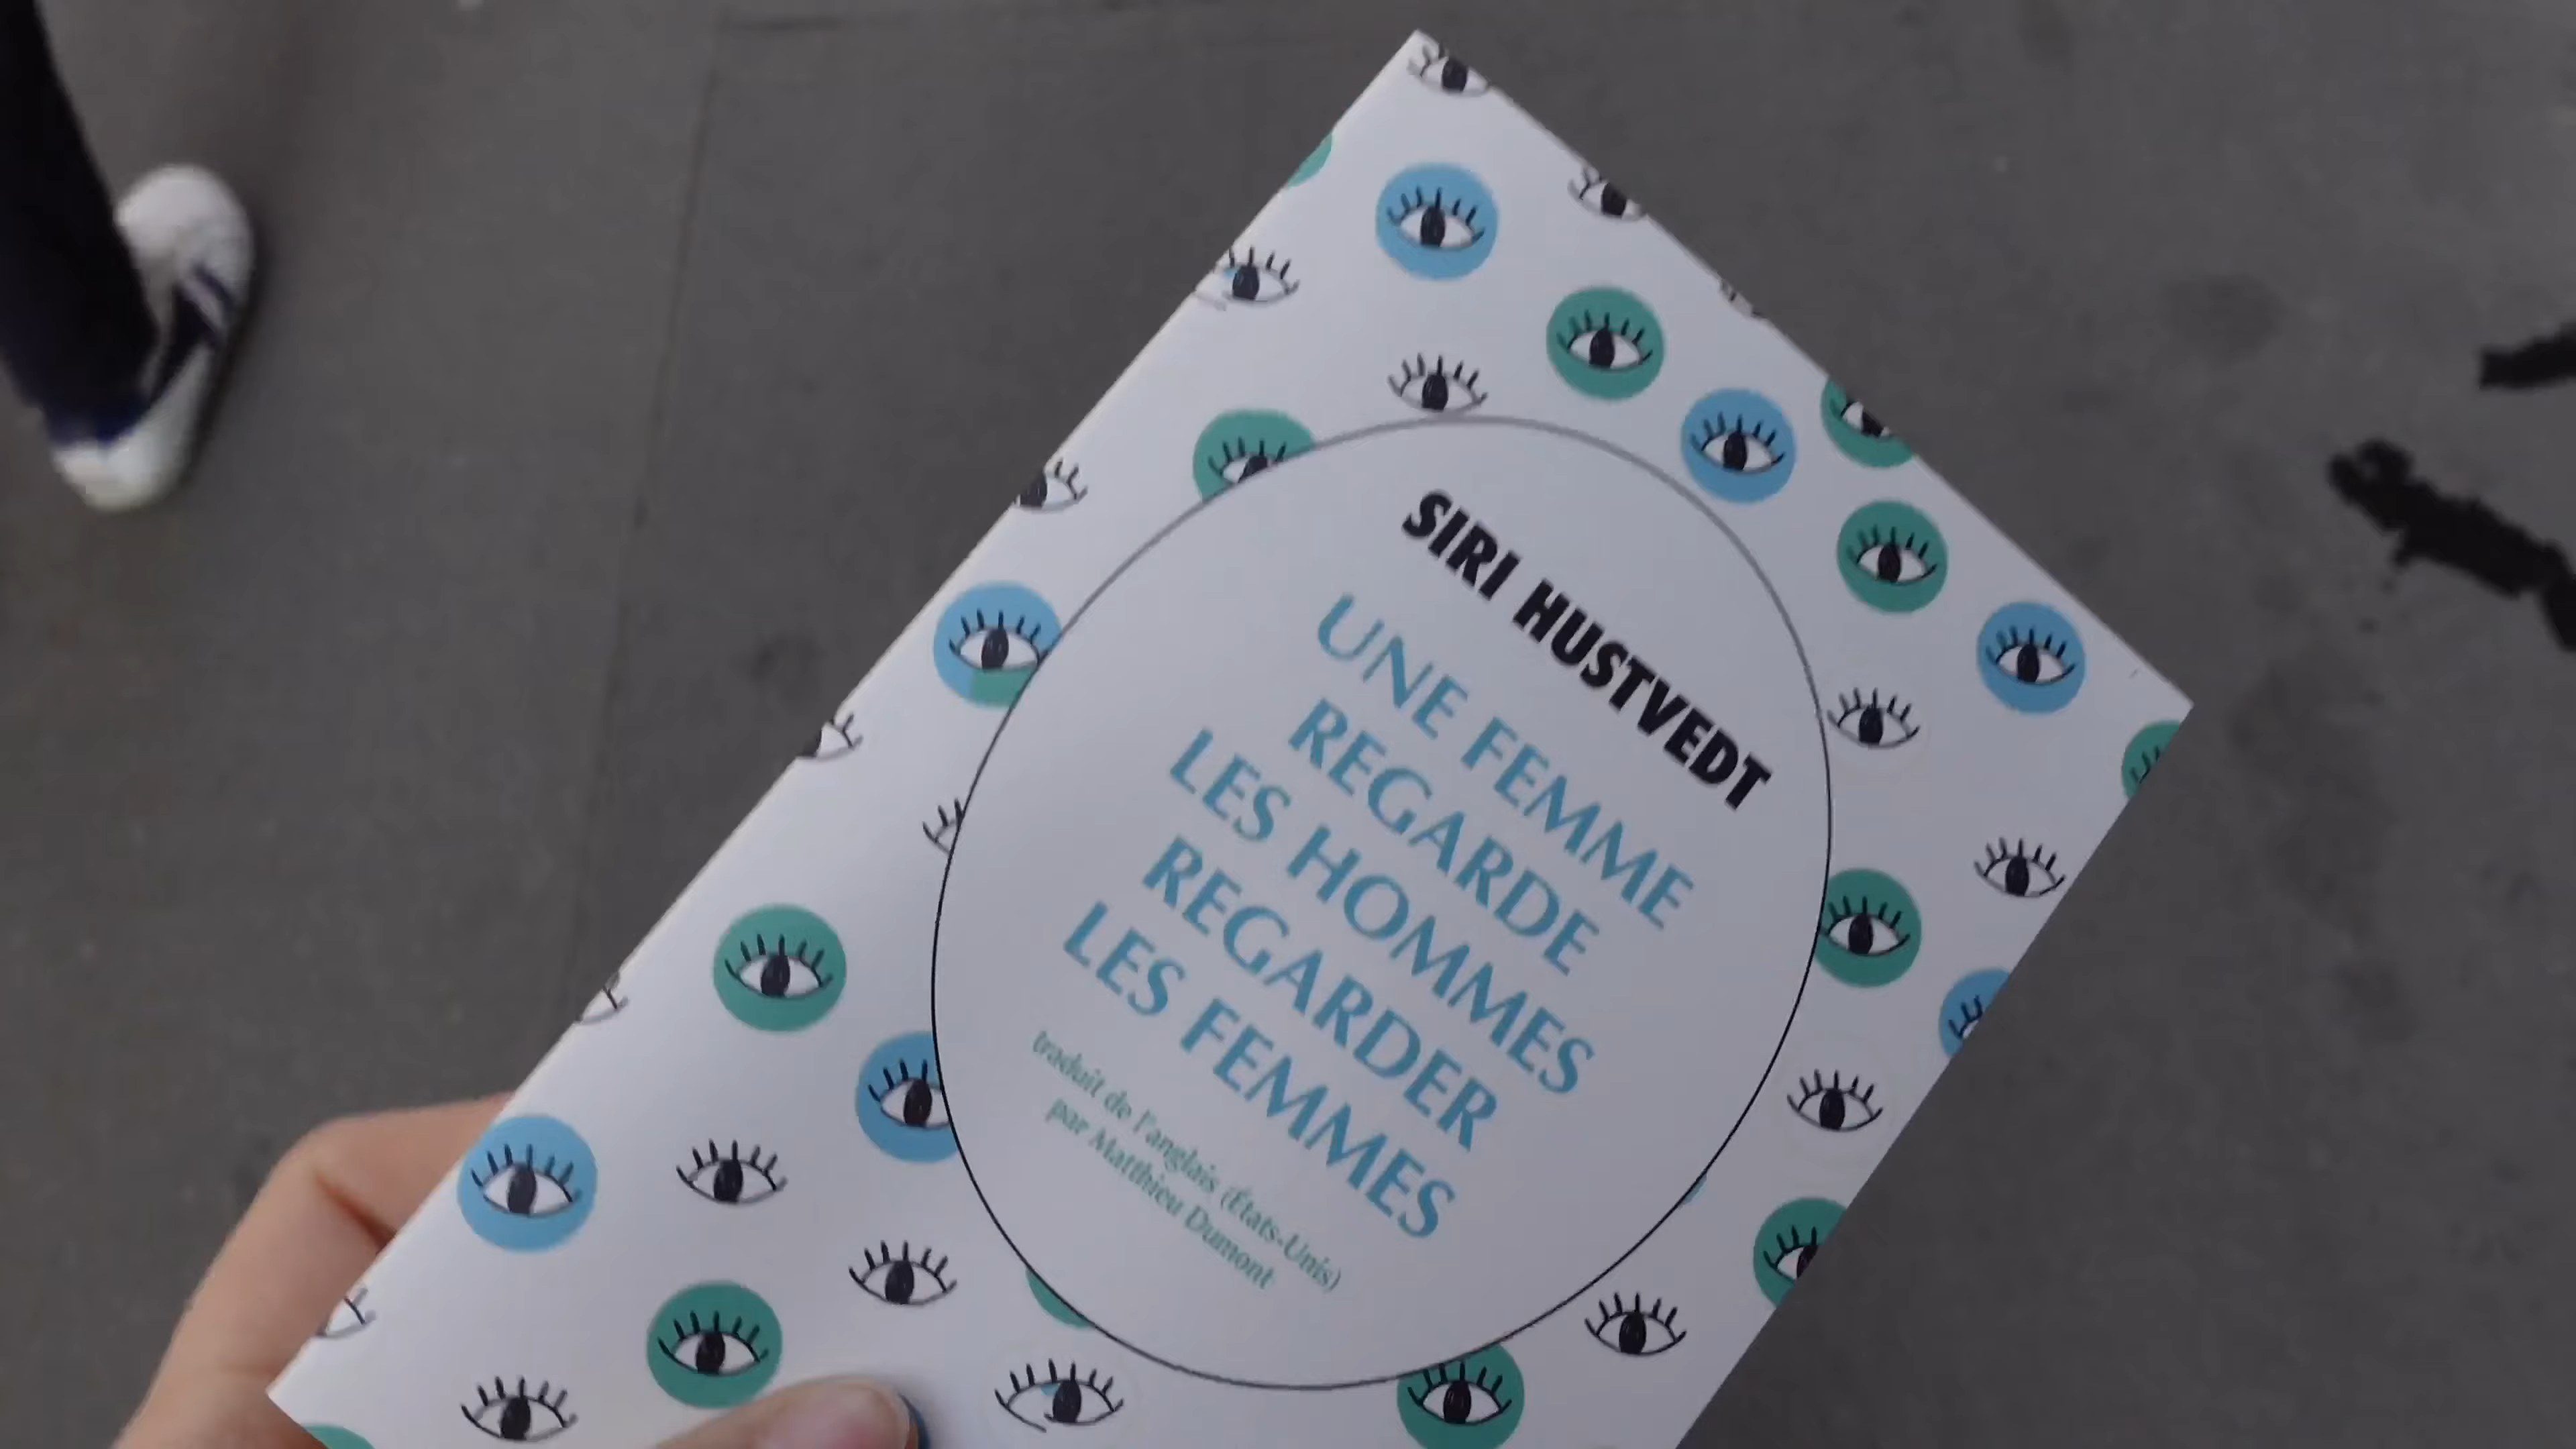 SIRI HUSTVEDT
UNE FEMME
REGARDE
LES HOMMES
REGARDER
LES FEMMES
traduit de l'anglais (États-Unis)
par Matthieu Dumont